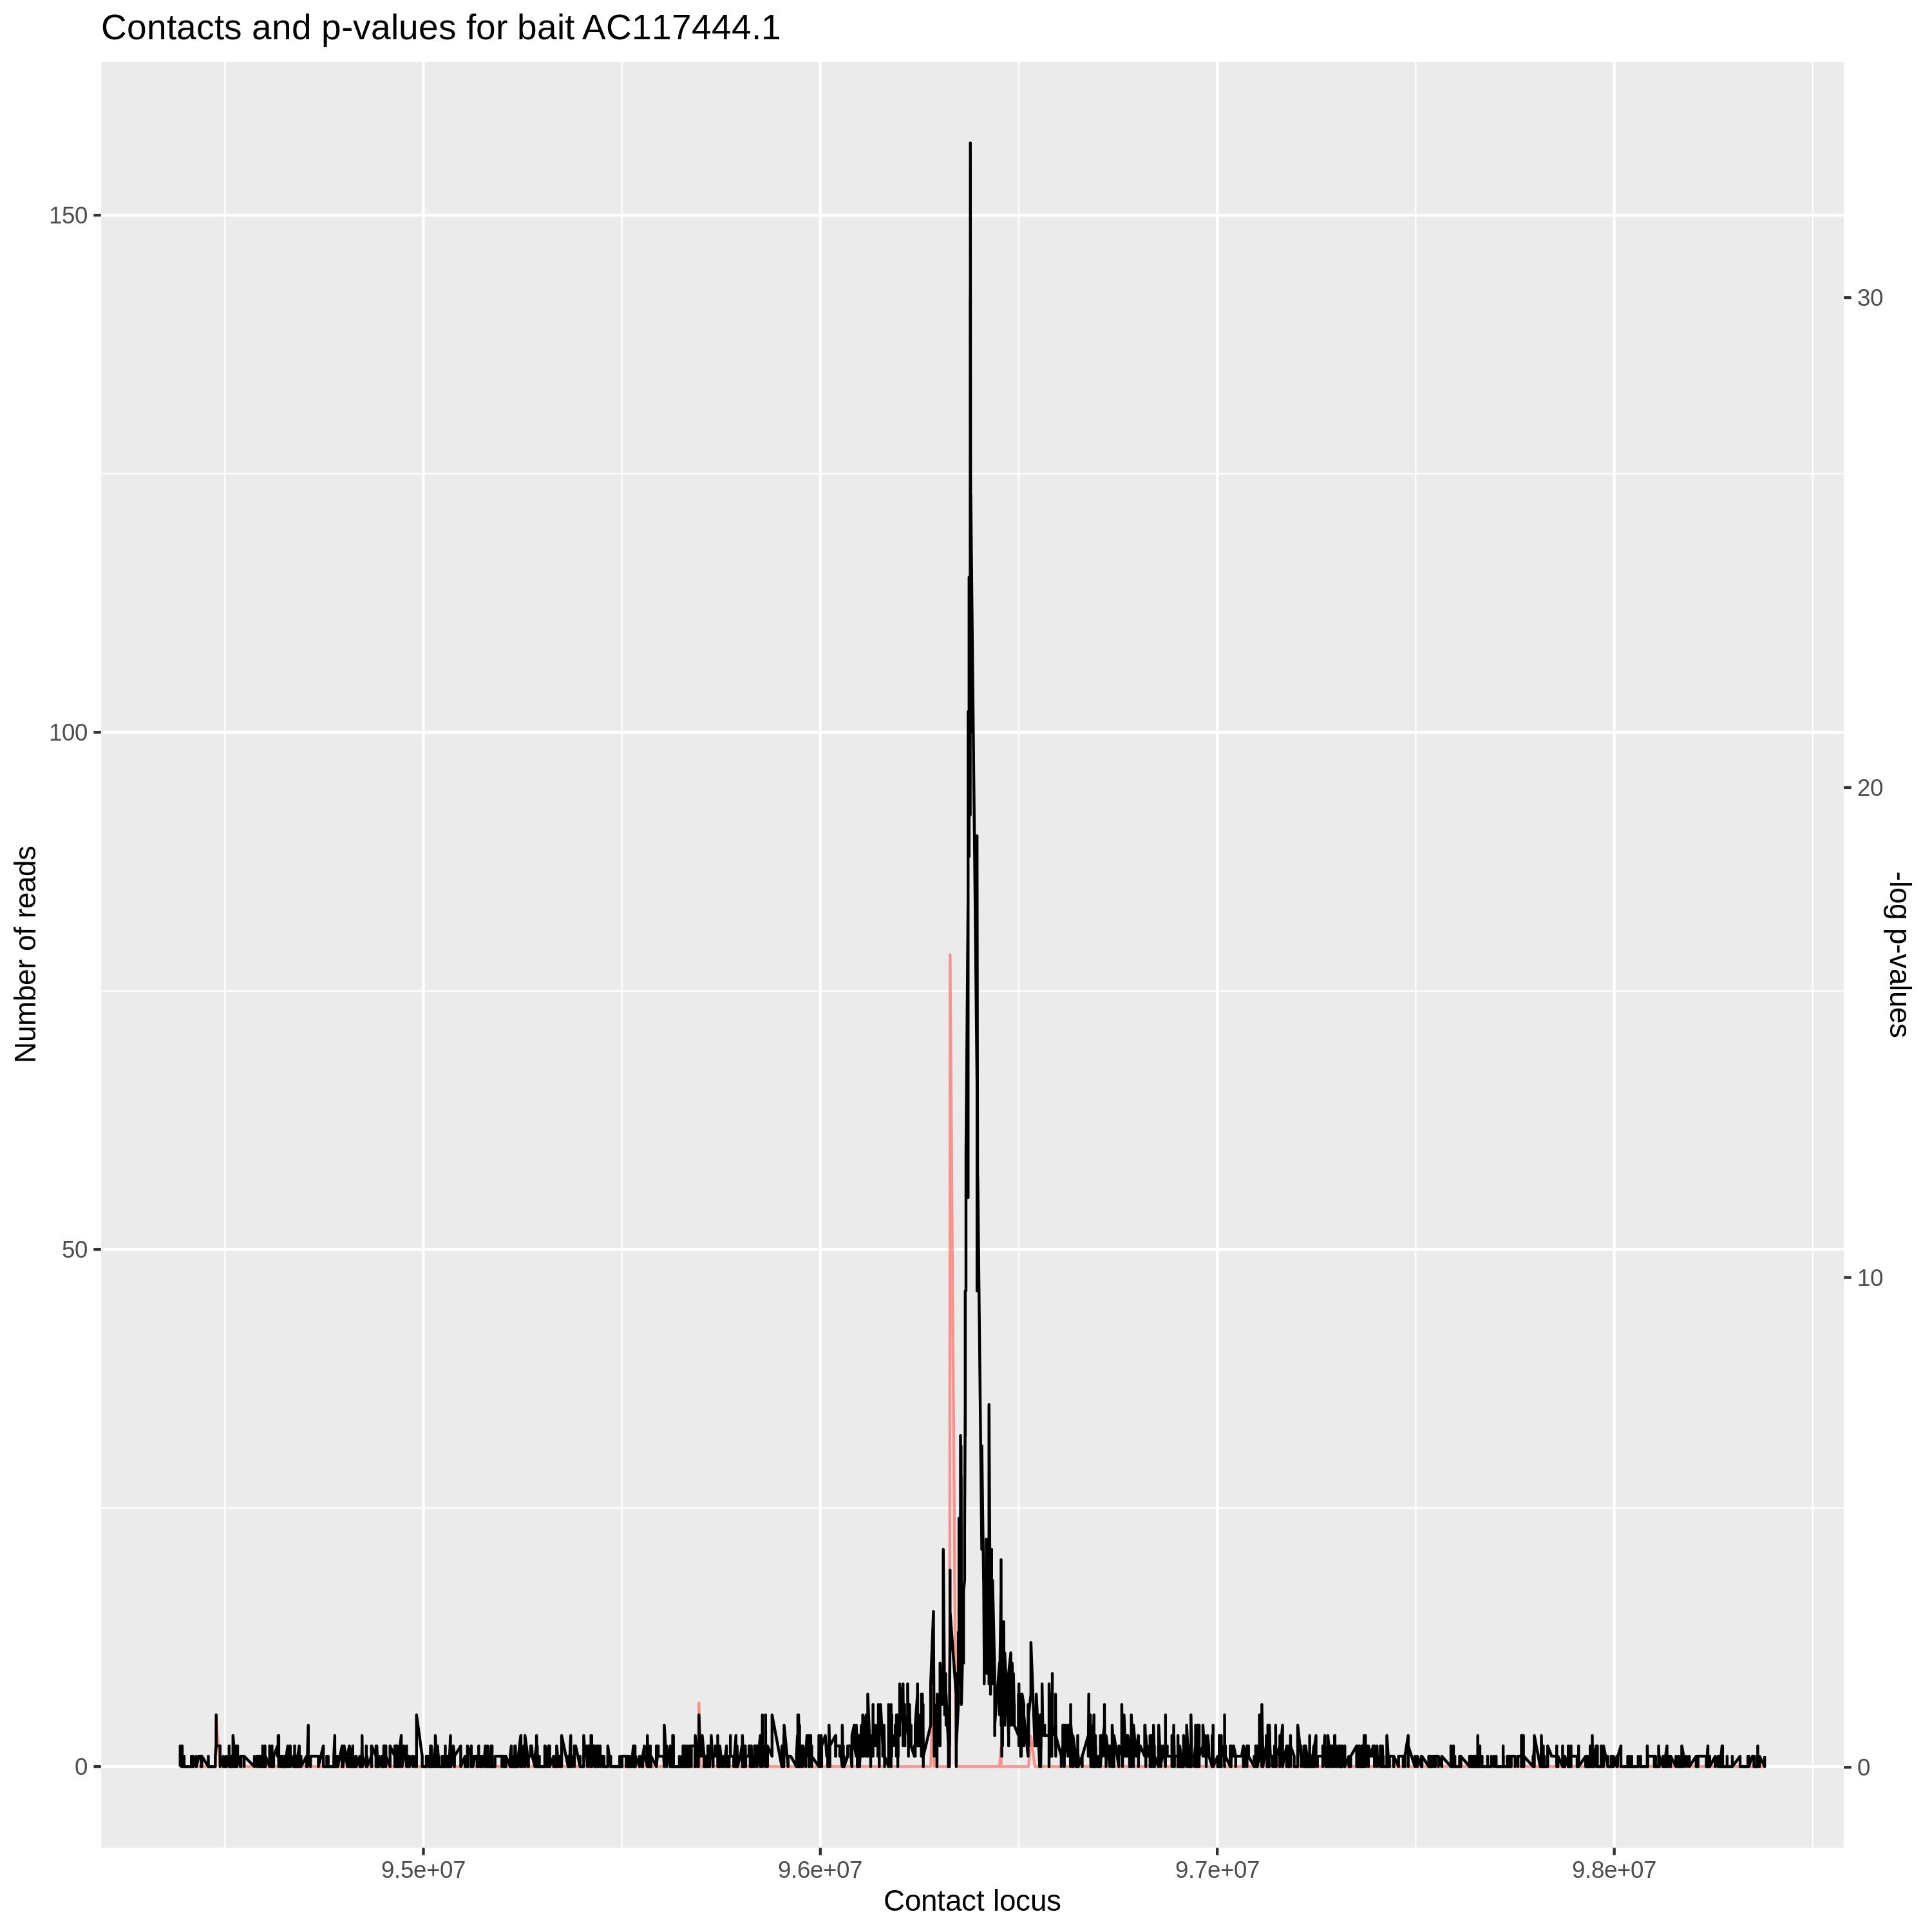 Contacts and p-values for bait AC117444.1
150
100
50
0
Number of reads
30
20
10
0
-log p-values
9.5e+07
9.6e+07
9.7e+07
9.8e+07
Contact locus